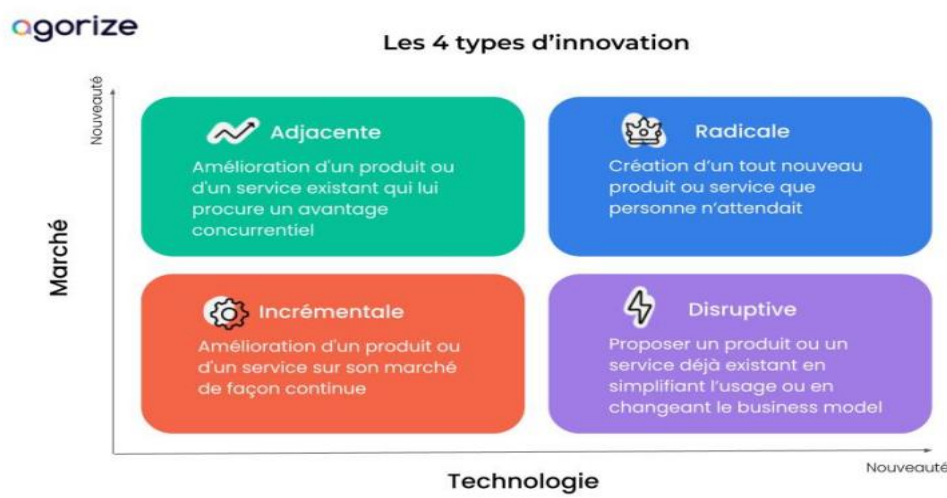 agorize
Les 4 types d’innovation
Nouveauté
Marché
Adjacente
Amélioration d'un produit ou
d'un service existant qui lui
procure un avantage
concurrentiel
Radicale
Création d’un tout nouveau
produit ou service que
personne n’attendait
Incrémentale
Amélioration d'un produit ou
d'un service sur son marché
de façon continue
Disruptive
Proposer un produit ou un
service déjà existant en
simplifiant l’usage ou en
changeant le business model
Nouveauté
Technologie